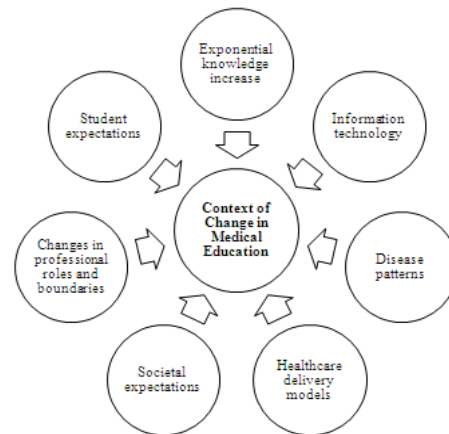 Exponential
knowledge
increase
Student
expectations
Information
technology
Context of
Change in
Medical
Education
Changes in
professional
roles and
boundaries
Disease
patterns
Societal
expectations
Healthcare
delivery
models